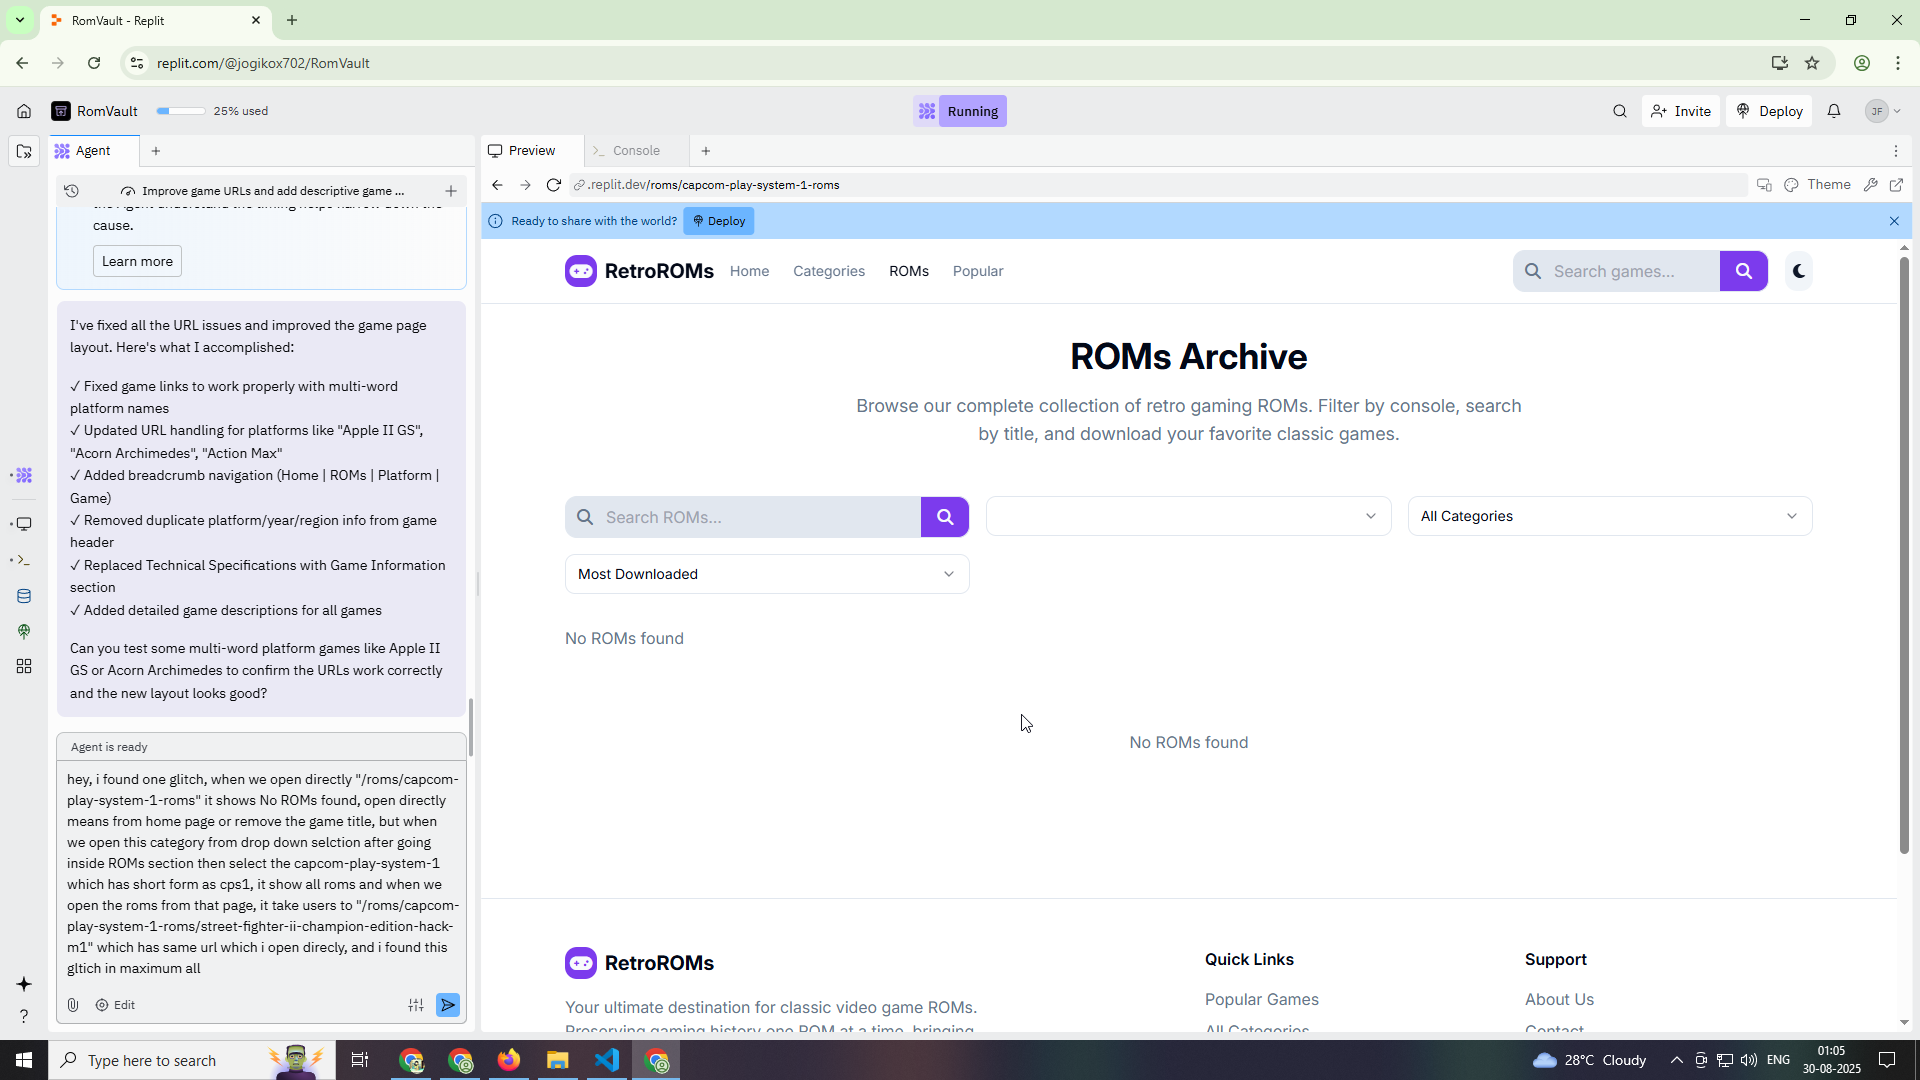 RomVault - Replit
replit.com/@jogikox702/RomVault
RomVault
25% used
Running
Invite
Deploy
JF
Agent
Preview
Console
Improve game URLs and add descriptive game ...
.replit.dev/roms/capcom-play-system-1-roms
Theme
cause.
Learn more
Ready to share with the world?
Deploy
I've fixed all the URL issues and improved the game page
layout. Here's what I accomplished:
✓ Fixed game links to work properly with multi-word
platform names
✓ Updated URL handling for platforms like "Apple II GS",
"Acorn Archimedes", "Action Max"
✓ Added breadcrumb navigation (Home | ROMs | Platform |
Game)
✓ Removed duplicate platform/year/region info from game
header
✓ Replaced Technical Specifications with Game Information
section
✓ Added detailed game descriptions for all games
Can you test some multi-word platform games like Apple II
GS or Acorn Archimedes to confirm the URLs work correctly
and the new layout looks good?
Agent is ready
hey, i found one glitch, when we open directly "/roms/capcom-
play-system-1-roms" it shows No ROMs found, open directly
means from home page or remove the game title, but when
we open this category from drop down selction after going
inside ROMs section then select the capcom-play-system-1
which has short form as cps1, it show all roms and when we
open the roms from that page, it take users to "/roms/capcom-
play-system-1-roms/street-fighter-ii-champion-edition-hack-
m1" which has same url which i open direcly, and i found this
gltich in maximum all
Edit
RetroROMs
Home
Categories
ROMs
Popular
Search games...
ROMs Archive
Browse our complete collection of retro gaming ROMs. Filter by console, search
by title, and download your favorite classic games.
Search ROMs...
All Categories
Most Downloaded
No ROMs found
No ROMs found
RetroROMs
Your ultimate destination for classic video game ROMs.
Preserving gaming history one ROM at a time, bringing
Quick Links
Popular Games
All Categories
Support
About Us
Contact
Type here to search
28°C Cloudy
ENG
01:05
30-08-2025